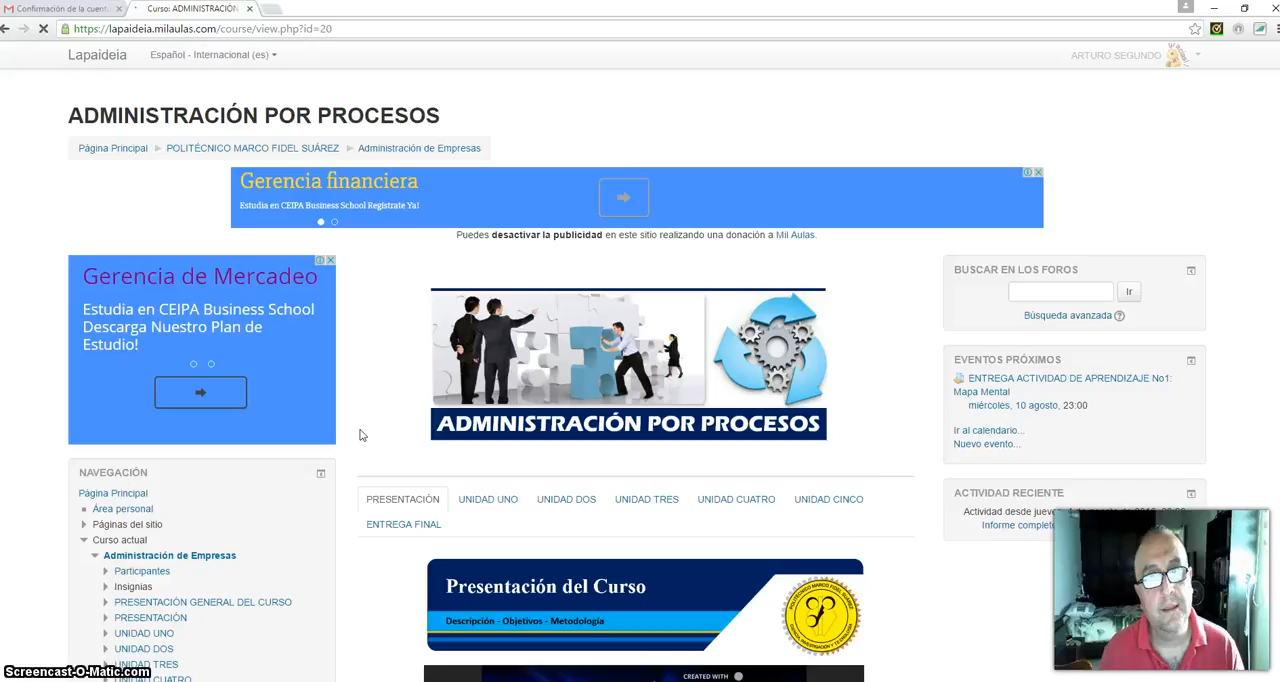 Confirmación de la cuent
Curso: ADMINISTRACIÓN
https://lapaideia.milaulas.com/course/view.php?id=20
Lapaideia
Español - Internacional (es)
ARTURO SEGUNDO
ADMINISTRACIÓN POR PROCESOS
Página Principal
POLITÉCNICO MARCO FIDEL SUÁREZ
Administración de Empresas
Gerencia financiera
Estudia en CEIPA Business School Regístrate Ya!
Puedes desactivar la publicidad en este sitio realizando una donación a Mil Aulas.
Gerencia de Mercadeo
Estudia en CEIPA Business School
Descarga Nuestro Plan de
Estudio!
ADMINISTRACIÓN POR PROCESOS
BUSCAR EN LOS FOROS
Ir
Búsqueda avanzada
EVENTOS PRÓXIMOS
ENTREGA ACTIVIDAD DE APRENDIZAJE No1:
Mapa Mental
miércoles, 10 agosto, 23:00
Ir al calendario...
Nuevo evento...
ACTIVIDAD RECIENTE
Actividad desde
Informe
NAVEGACIÓN
Página Principal
Área personal
Páginas del sitio
Curso actual
Administración de Empresas
Participantes
Insignias
PRESENTACIÓN GENERAL DEL CURSO
PRESENTACIÓN
UNIDAD UNO
UNIDAD DOS
UNIDAD TRES
UNIDAD CUATRO
PRESENTACIÓN
UNIDAD UNO
UNIDAD DOS
UNIDAD TRES
UNIDAD CUATRO
UNIDAD CINCO
ENTREGA FINAL
Presentación del Curso
Descripción - Objetivos - Metodología
POLITÉCNICO MARCO FIDEL SUÁREZ
CREATED WITH
Screencast-O-Matic.com